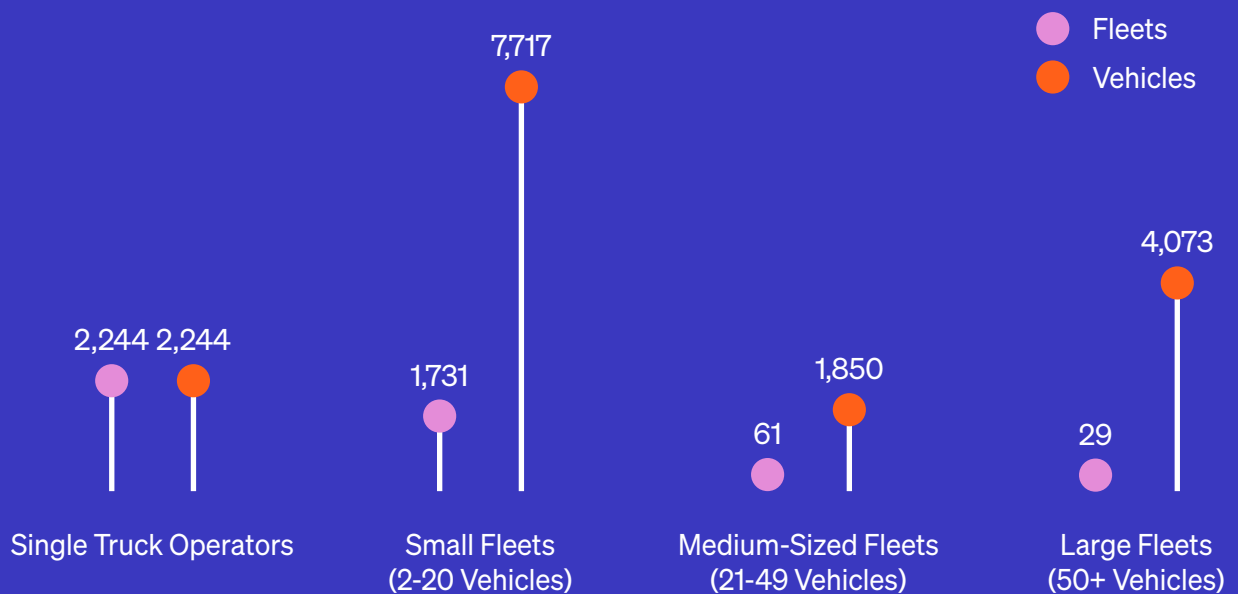 Fleets
Vehicles
7,717
4,073
2,244 2,244
1,731
1,850
61
29
Single Truck Operators
Small Fleets
(2-20 Vehicles)
Medium-Sized Fleets
(21-49 Vehicles)
Large Fleets
(50+ Vehicles)